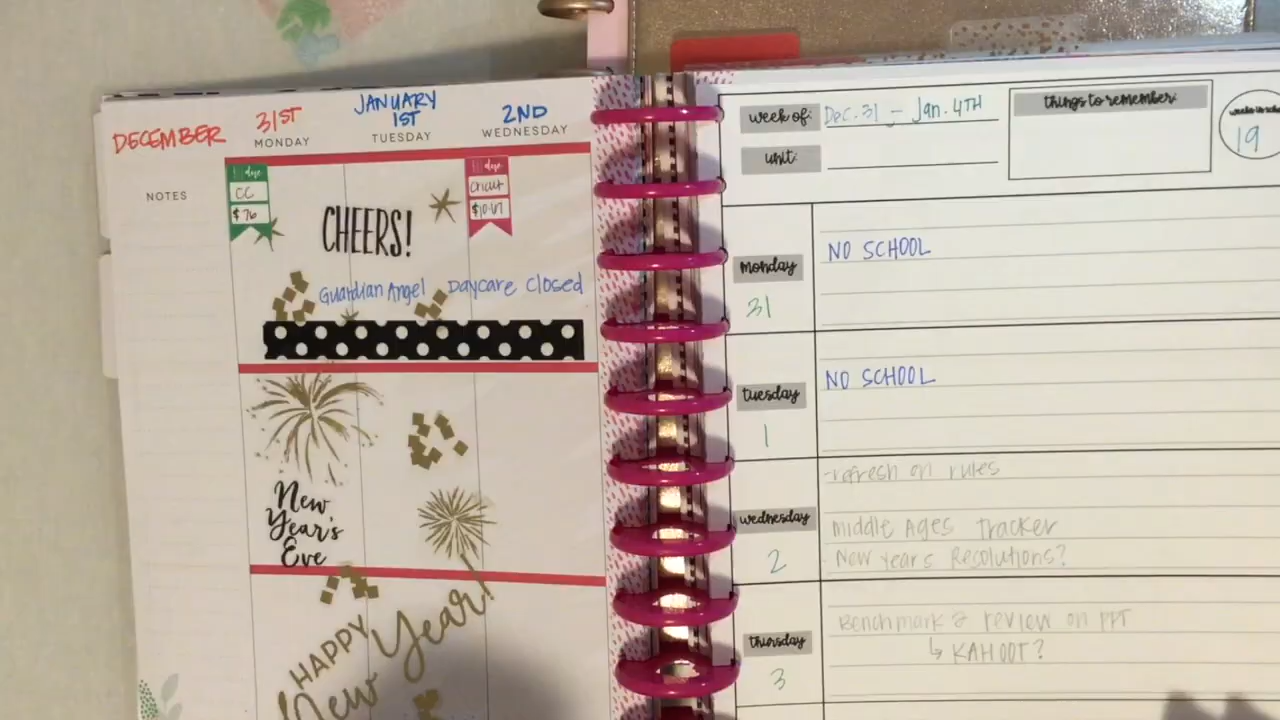 DECEMBER
31ST
MONDAY
JANUARY
1ST
TUESDAY
2ND
WEDNESDAY
NOTES
due
CC
$76
CHEERS!
due
Cricut
Guardian Angel Daycare Closed
New
Year's
Eve
HAPPY
New Year!
week of: Dec. 31 - Jan. 4TH
unit:
things to remember:
19
monday
31
NO SCHOOL
tuesday
1
NO SCHOOL
wednesday
2
-refresh on rules
Middle Ages Tracker
New Years Resolutions?
thursday
3
Benchmark & review on PPT
↳ KAHOOT?